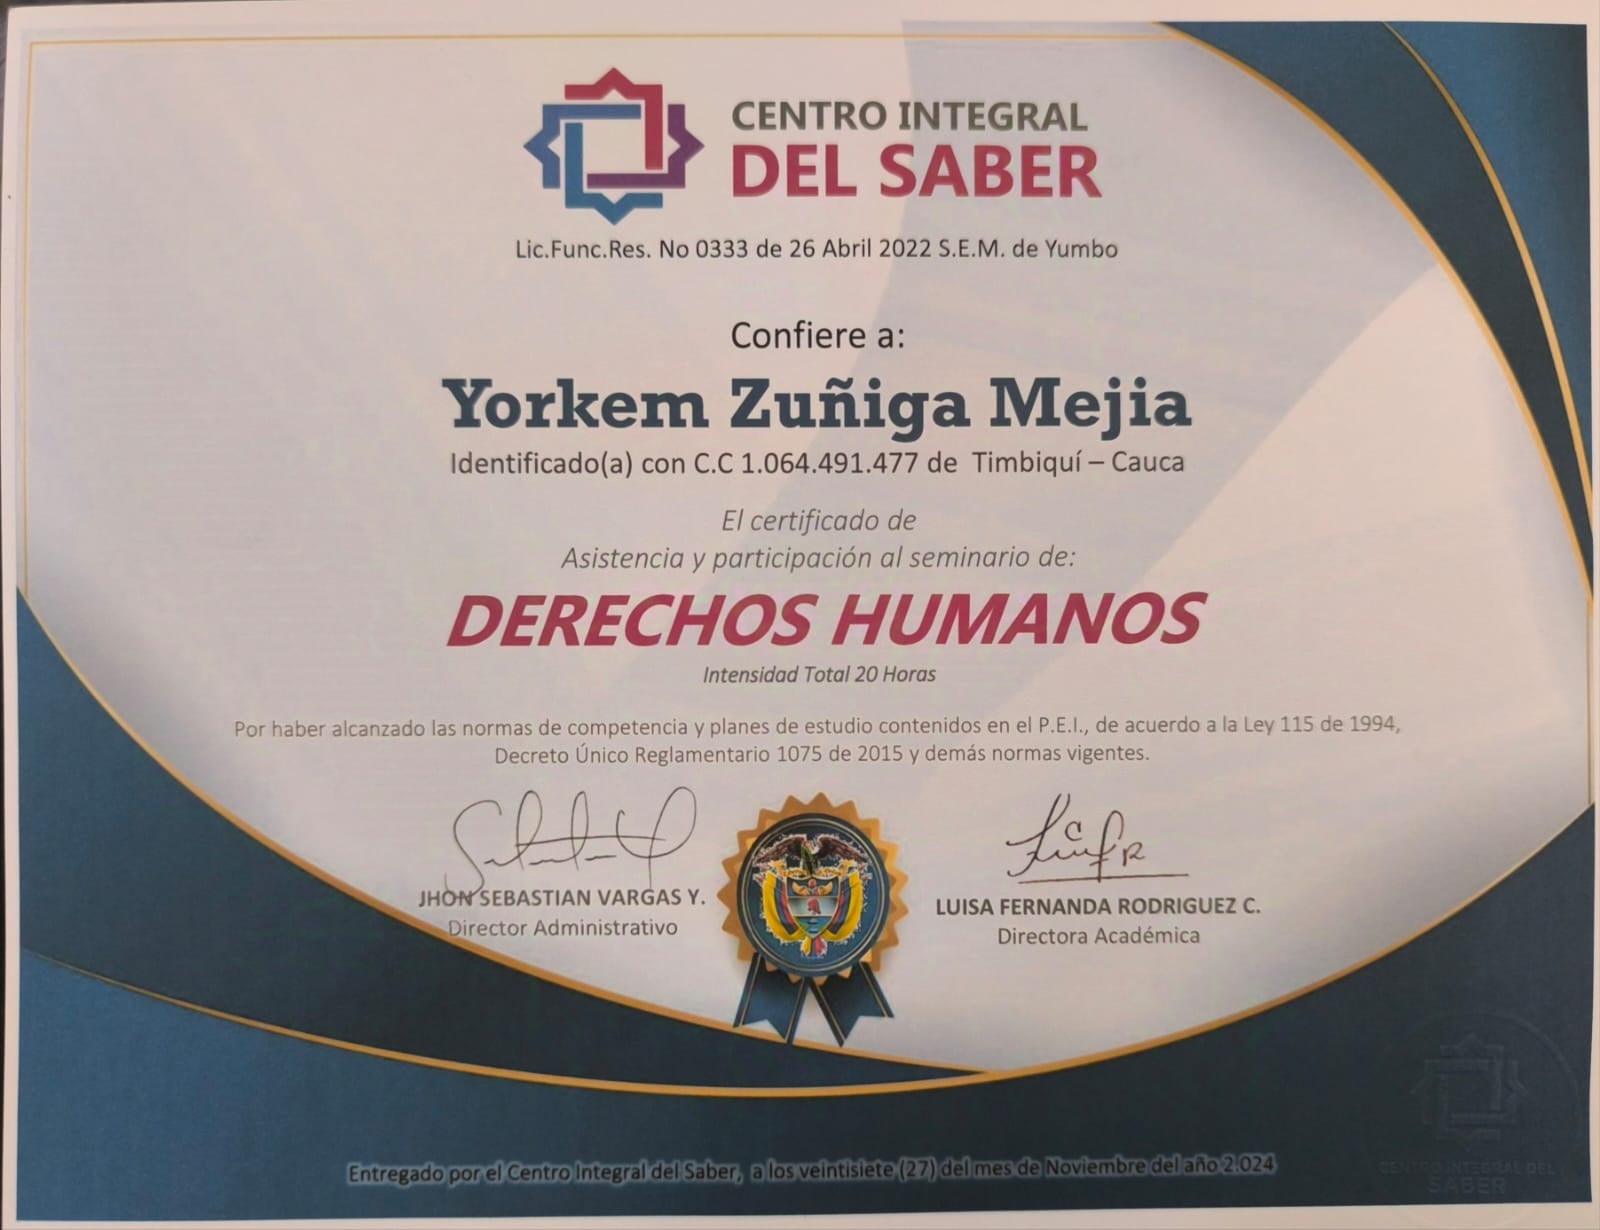 CENTRO INTEGRAL
DEL SABER
Lic.Func.Res. No 0333 de 26 Abril 2022 S.E.M. de Yumbo
Confiere a:
Yorkem Zuñiga Mejia
Identificado(a) con C.C 1.064.491.477 de Timbiquí – Cauca
El certificado de
Asistencia y participación al seminario de:
DERECHOS HUMANOS
Intensidad Total 20 Horas
Por haber alcanzado las normas de competencia y planes de estudio contenidos en el P.E.I., de acuerdo a la Ley 115 de 1994,
Decreto Único Reglamentario 1075 de 2015 y demás normas vigentes.
JHON SEBASTIAN VARGAS Y.
Director Administrativo
LUISA FERNANDA RODRIGUEZ C.
Directora Académica
Entregado por el Centro Integral del Saber, a los veintisiete (27) del mes de Noviembre del año 2.024
CENTRO INTEGRAL DEL
SABER